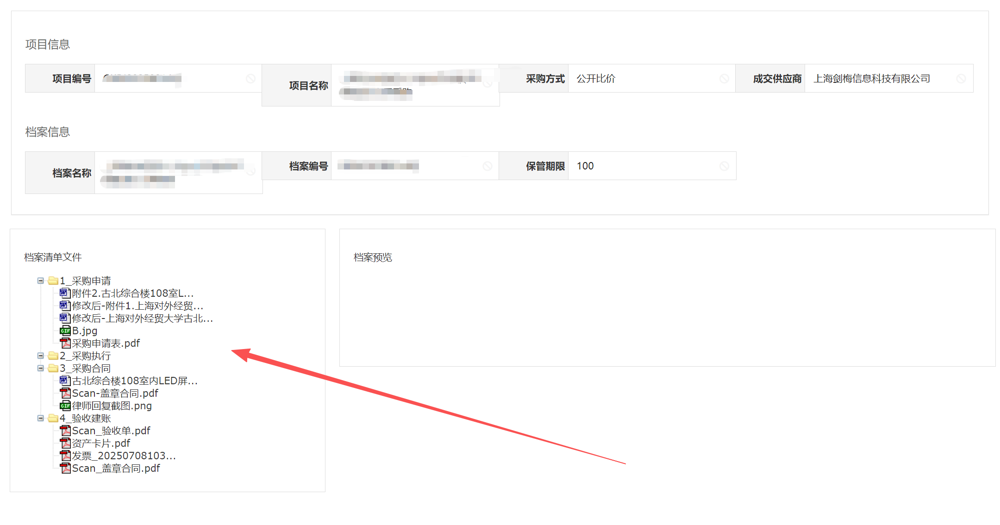 项目信息
项目编号
项目名称
采购方式 公开比价
成交供应商 上海剑梅信息科技有限公司
档案信息
档案名称
档案编号
保管期限 100
档案清单文件
1_采购申请
附件2.古北综合楼108室L...
修改后-附件1.上海对外经贸...
修改后-上海对外经贸大学古北...
B.jpg
采购申请表.pdf
2_采购执行
3_采购合同
古北综合楼108室内LED屏...
Scan-盖章合同.pdf
律师回复截图.png
4_验收建账
Scan_验收单.pdf
资产卡片.pdf
发票_20250708103...
Scan_盖章合同.pdf
档案预览